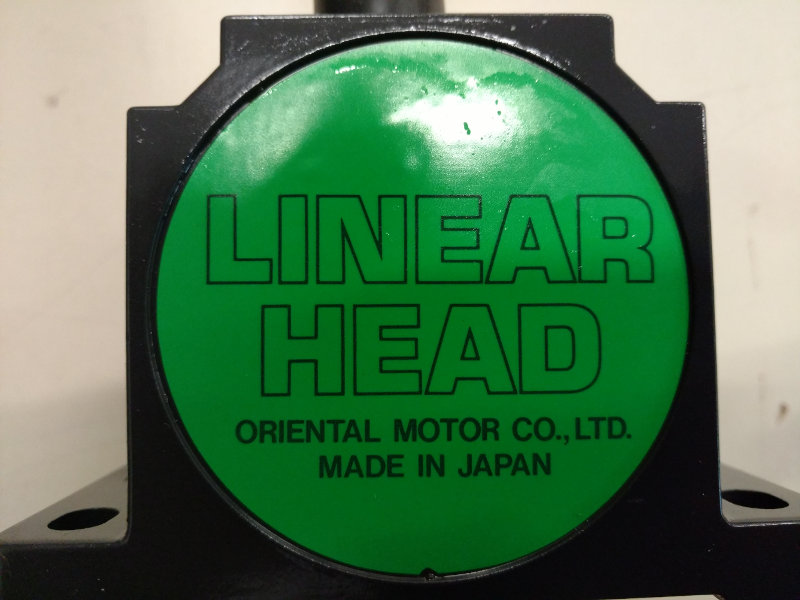 LINEAR
HEAD
ORIENTAL MOTOR CO.,LTD.
MADE IN JAPAN